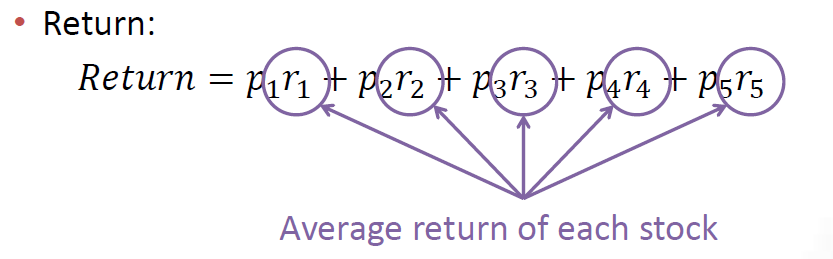 • Return:
𝑅𝑒𝑡𝑢𝑟𝑛 = 𝑝₁𝑟₁ + 𝑝₂𝑟₂ + 𝑝₃𝑟₃ + 𝑝₄𝑟₄ + 𝑝₅𝑟₅
Average return of each stock